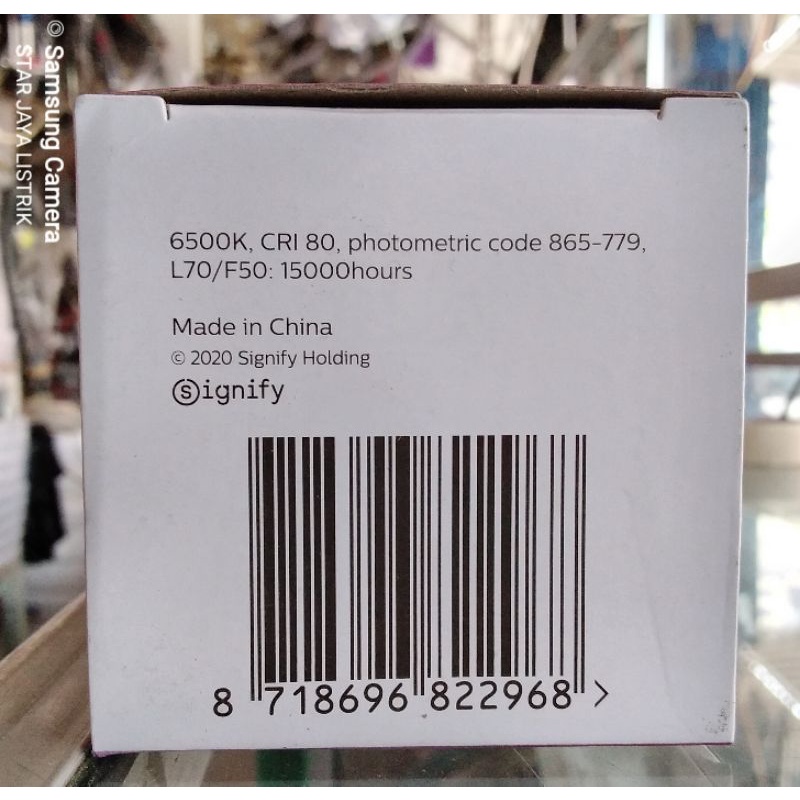 © Samsung Camera
STAR JAYA LISTRIK
6500K, CRI 80, photometric code 865-779,
L70/F50: 15000hours
Made in China
© 2020 Signify Holding
Signify
8 718696 822968 >